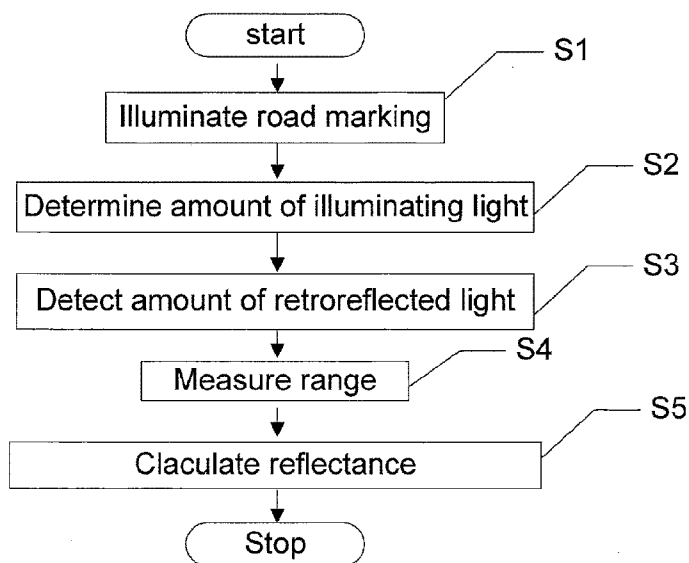 start
S1
Illuminate road marking
S2
Determine amount of illuminating light
S3
Detect amount of retroreflected light
S4
Measure range
S5
Claculate reflectance
Stop